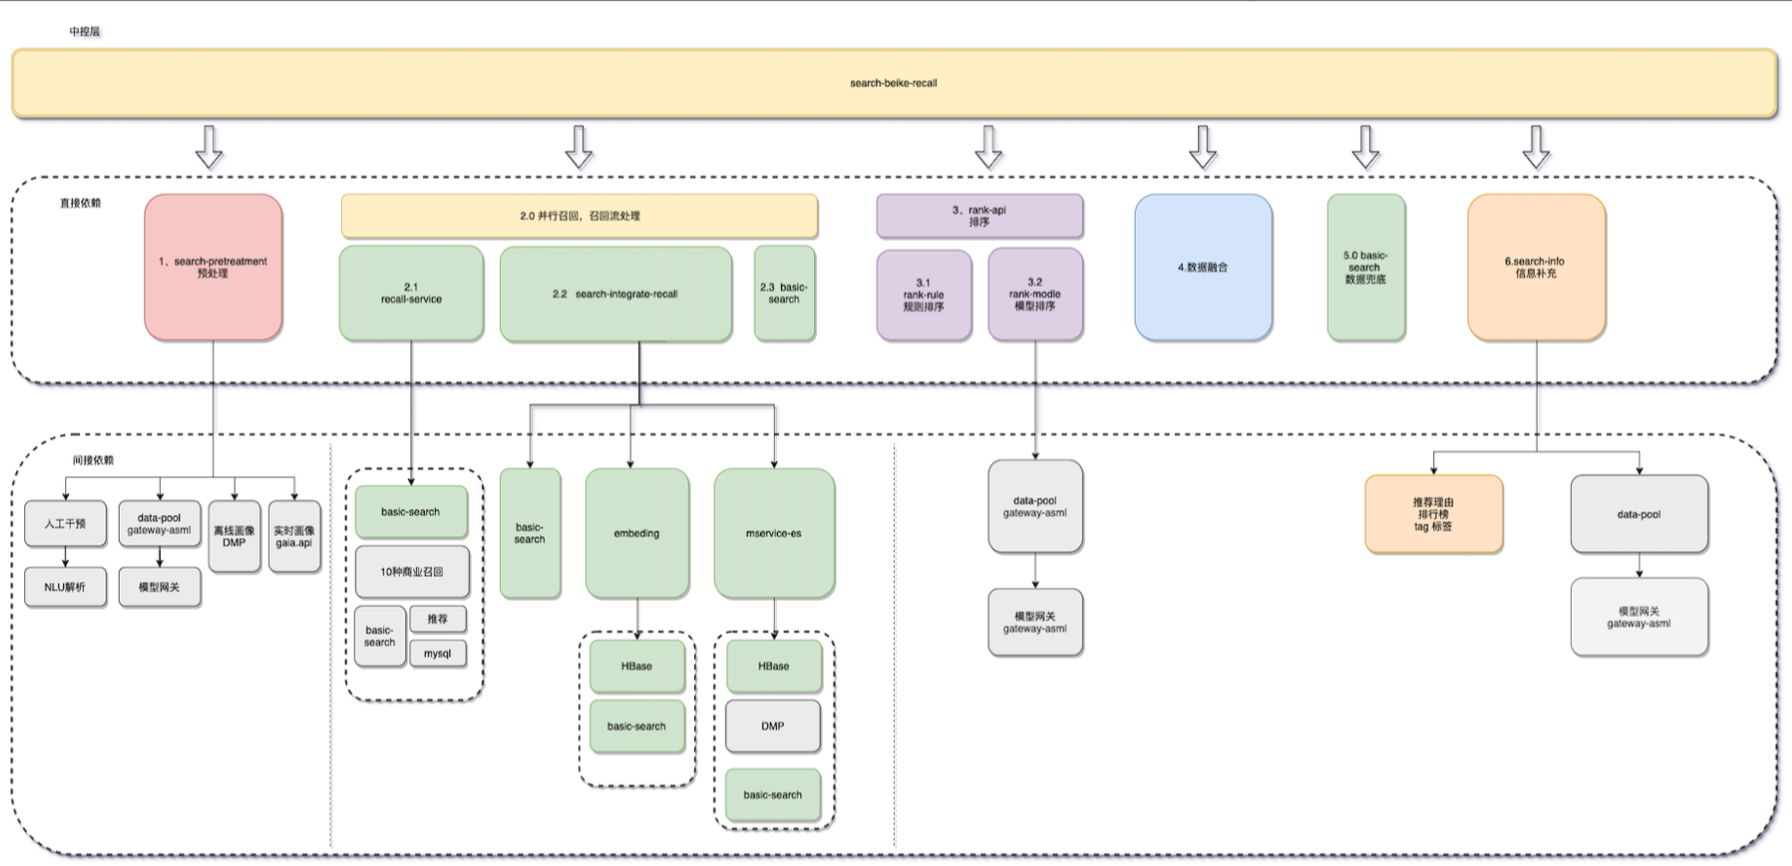 中控层
search-beike-recall
直接依赖
1、search-pretreatment
预处理
2.0 并行召回，召回流处理
2.1
recall-service
2.2 search-integrate-recall
2.3 basic-
search
3、rank-api
排序
3.1
rank-rule
规则排序
3.2
rank-modle
模型排序
4.数据融合
5.0 basic-
search
数据兜底
6.search-info
信息补充
间接依赖
人工干预
NLU解析
data-pool
gateway-asml
模型网关
离线画像
DMP
实时画像
gaia.api
basic-search
10种商业召回
basic-
search
推荐
mysql
basic-
search
embeding
HBase
basic-search
mservice-es
HBase
DMP
basic-search
data-pool
gateway-asml
模型网关
gateway-asml
推荐理由
排行榜
tag 标签
data-pool
模型网关
gateway-asml